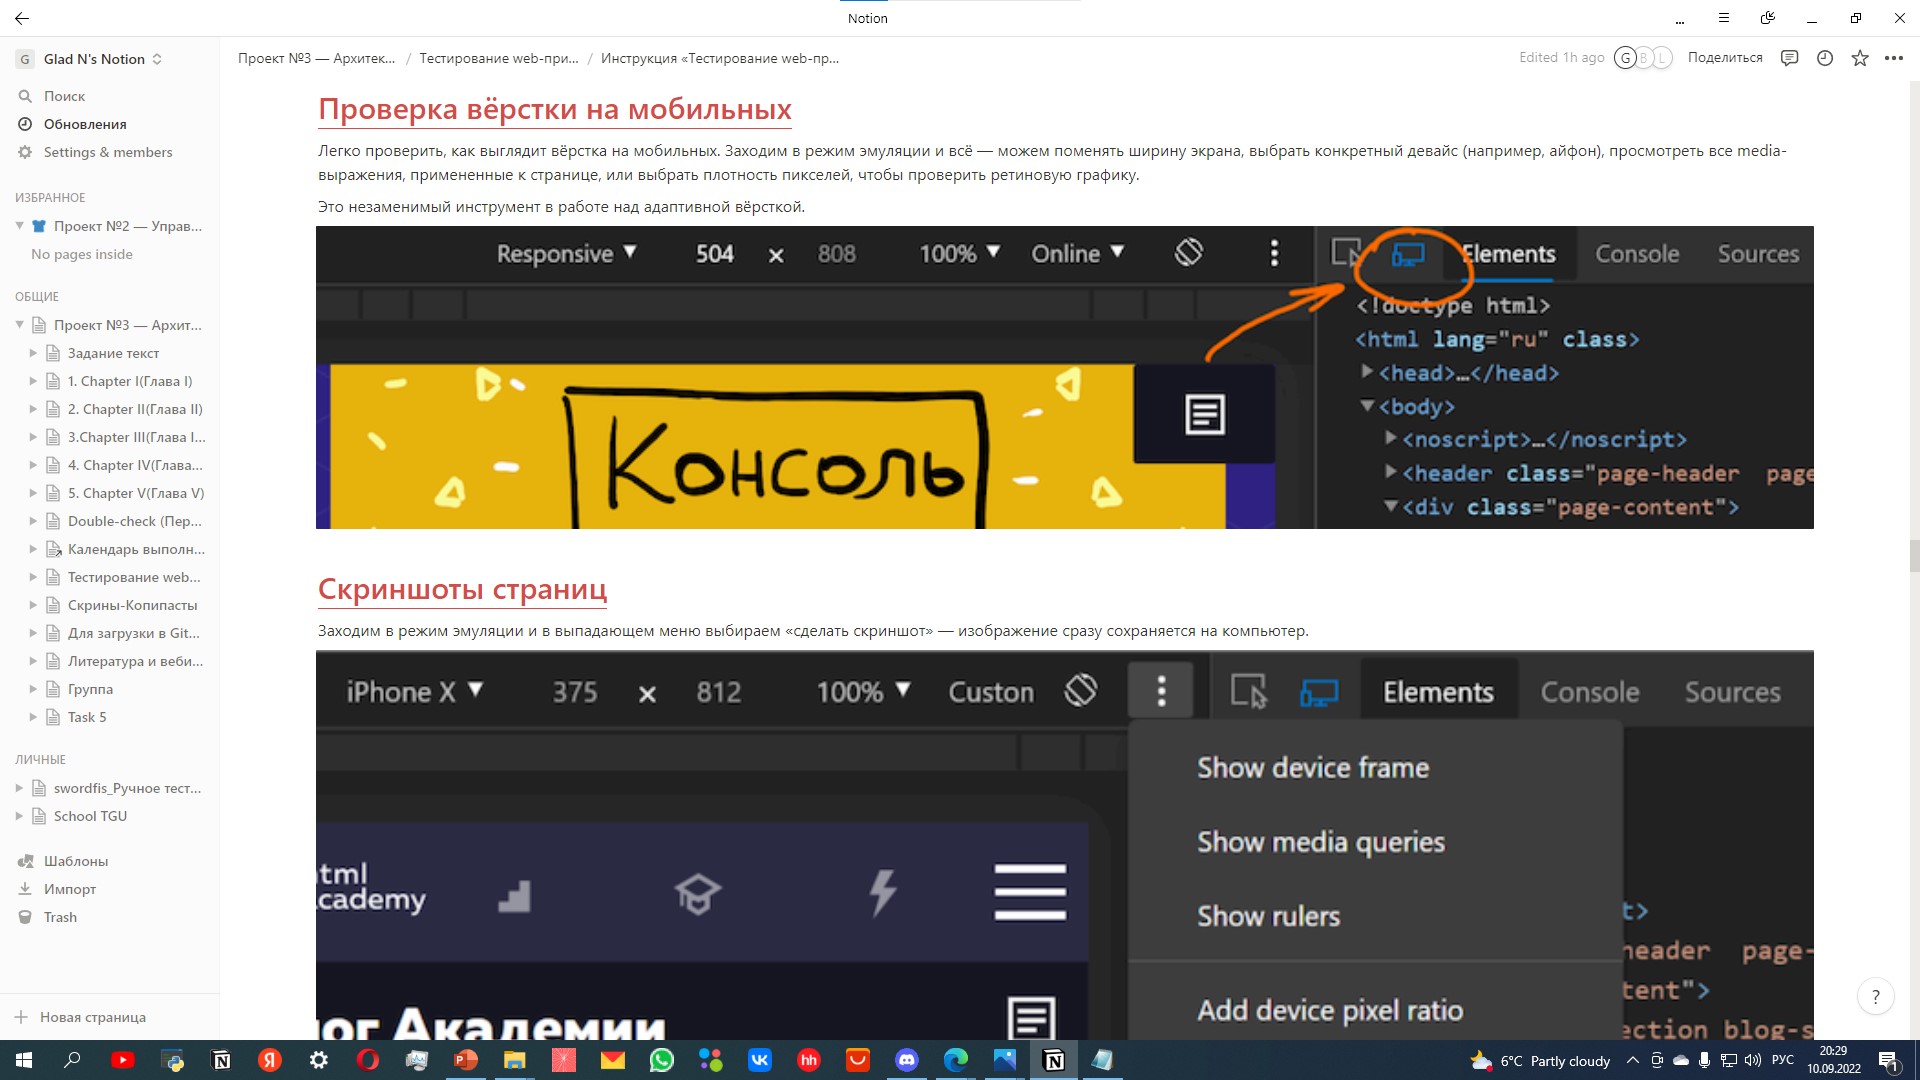 Notion
Glad N's Notion
Проект №3 — Архитек... / Тестирование web-при... / Инструкция «Тестирование web-пр...
Edited 1h ago
G B L
Поделиться
Поиск
Обновления
Settings & members
ИЗБРАННОЕ
Проект №2 — Управ...
No pages inside
ОБЩИЕ
Проект №3 — Архит...
Задание текст
1. Chapter I(Глава I)
2. Chapter II(Глава II)
3.Chapter III(Глава I...
4. Chapter IV(Глава...
5. Chapter V(Глава V)
Double-check (Пер...
Календарь выполн...
Тестирование web...
Скрины-Копипасты
Для загрузки в Git...
Литература и веби...
Группа
Task 5
ЛИЧНЫЕ
swordfis_Ручное тест...
School TGU
Шаблоны
Импорт
Trash
Новая страница
Проверка вёрстки на мобильных
Легко проверить, как выглядит вёрстка на мобильных. Заходим в режим эмуляции и всё — можем поменять ширину экрана, выбрать конкретный девайс (например, айфон), просмотреть все media-
выражения, примененные к странице, или выбрать плотность пикселей, чтобы проверить ретиновую графику.
Это незаменимый инструмент в работе над адаптивной вёрсткой.
Responsive 504 × 808 100% Online Elements Console Sources
<!doctype html>
<html lang="ru" class>
<head>…</head>
<body>
<noscript>…</noscript>
<header class="page-header page
<div class="page-content">
Консоль
Скриншоты страниц
Заходим в режим эмуляции и в выпадающем меню выбираем «сделать скриншот» — изображение сразу сохраняется на компьютер.
iPhone X 375 × 812 100% Custon Elements Console Sources
Show device frame
Show media queries
Show rulers
Add device pixel ratio
html
academy
лог Академии
t>
header page-
tent">
ection blog-s
?
6°C Partly cloudy
РУС
20:29
10.09.2022
1